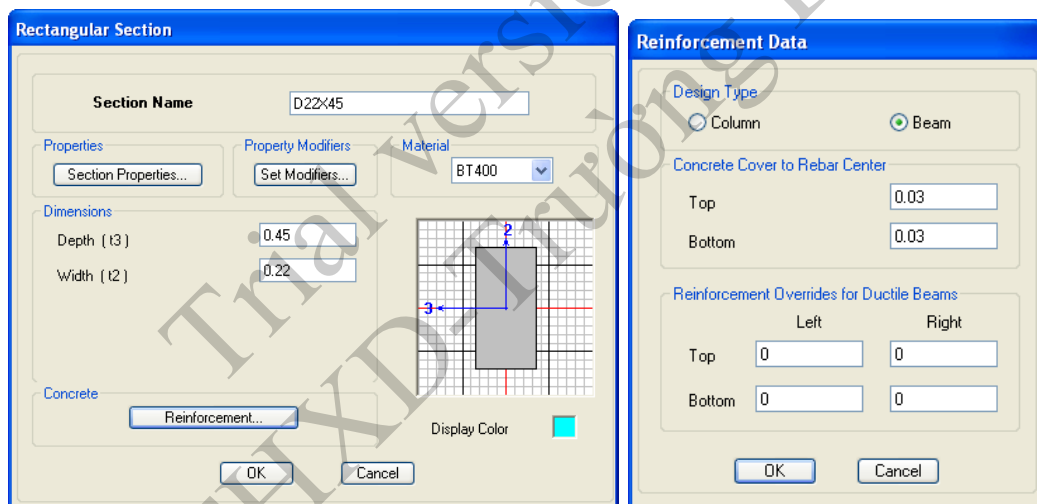 Rectangular Section
Section Name D22X45
Properties
Section Properties...
Property Modifiers
Set Modifiers...
Material
BT400
Dimensions
Depth ( t3 ) 0.45
Width ( t2 ) 0.22
2
3
Concrete
Reinforcement...
Display Color
OK Cancel
Reinforcement Data
Design Type
Column Beam
Concrete Cover to Rebar Center
Top 0.03
Bottom 0.03
Reinforcement Overrides for Ductile Beams
Left Right
Top 0 0
Bottom 0 0
OK Cancel
Trial versio
THXD-Trường